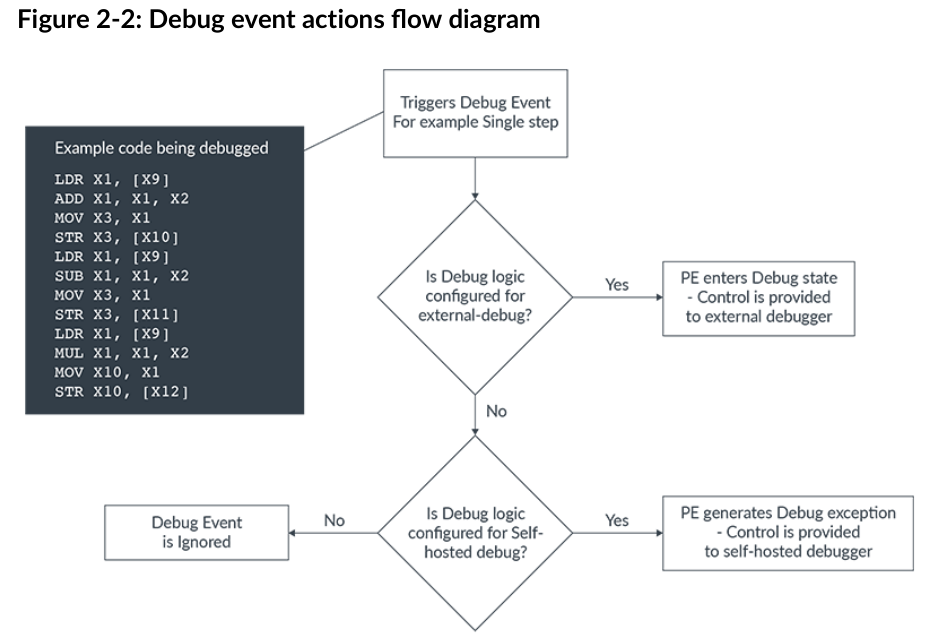 Figure 2-2: Debug event actions flow diagram
Triggers Debug Event
For example Single step
Example code being debugged
LDR X1, [X9]
ADD X1, X1, X2
MOV X3, X1
STR X3, [X10]
LDR X1, [X9]
SUB X1, X1, X2
MOV X3, X1
STR X3, [X11]
LDR X1, [X9]
MUL X1, X1, X2
MOV X10, X1
STR X10, [X12]
Is Debug logic
configured for
external-debug?
Yes
PE enters Debug state
- Control is provided
to external debugger
No
Is Debug logic
configured for Self-
hosted debug?
No
Debug Event
is Ignored
Yes
PE generates Debug exception
- Control is provided
to self-hosted debugger